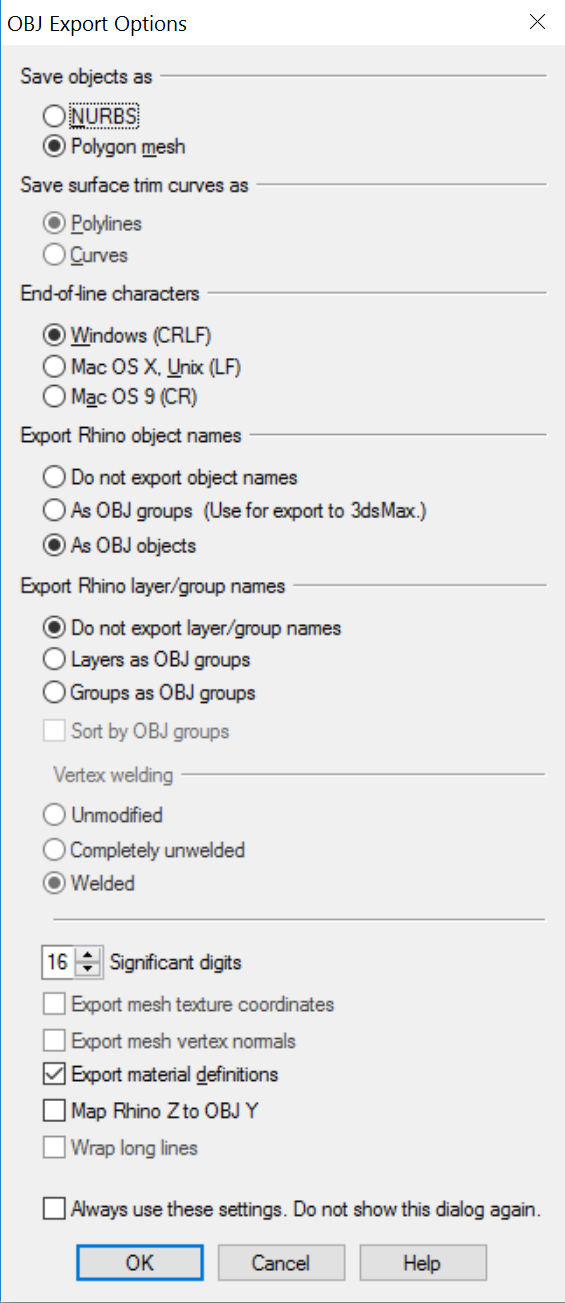 OBJ Export Options
Save objects as
NURBS
Polygon mesh
Save surface trim curves as
Polylines
Curves
End-of-line characters
Windows (CRLF)
Mac OS X, Unix (LF)
Mac OS 9 (CR)
Export Rhino object names
Do not export object names
As OBJ groups (Use for export to 3dsMax.)
As OBJ objects
Export Rhino layer/group names
Do not export layer/group names
Layers as OBJ groups
Groups as OBJ groups
Sort by OBJ groups
Vertex welding
Unmodified
Completely unwelded
Welded
16 Significant digits
Export mesh texture coordinates
Export mesh vertex normals
Export material definitions
Map Rhino Z to OBJ Y
Wrap long lines
Always use these settings. Do not show this dialog again.
OK Cancel Help